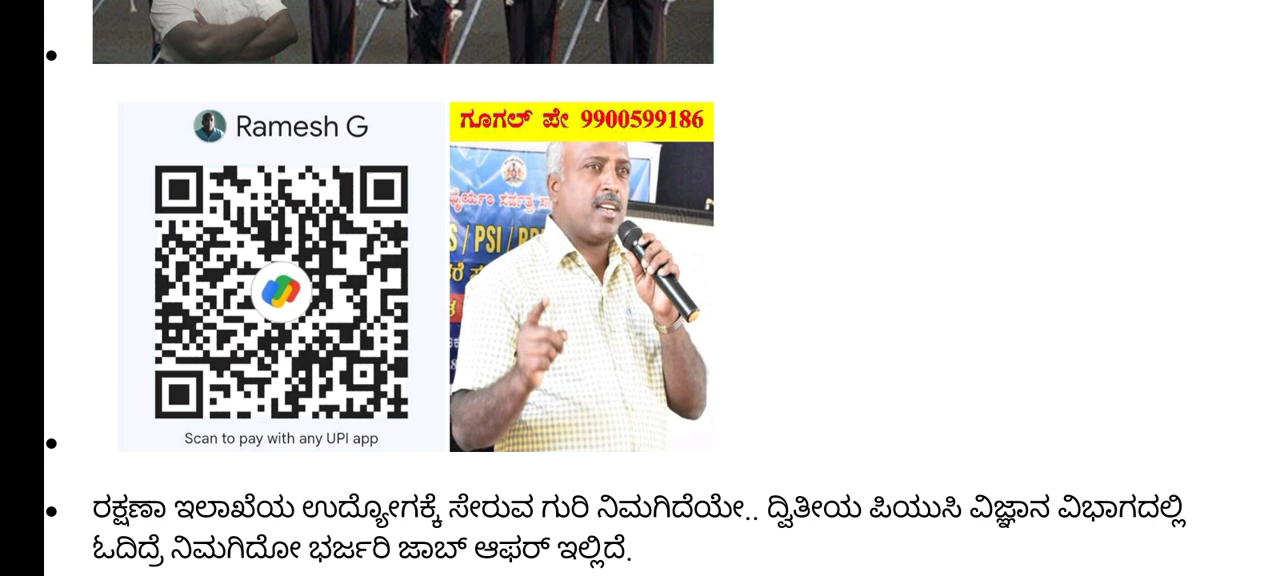 Ramesh G
ಗೂಗಲ್ ಪೇ 9900599186
/ PSI /
Scan to pay with any UPI app
ರಕ್ಷಣಾ ಇಲಾಖೆಯ ಉದ್ಯೋಗಕ್ಕೆ ಸೇರುವ ಗುರಿ ನಿಮಗಿದೆಯೇ.. ದ್ವಿತೀಯ ಪಿಯುಸಿ ವಿಜ್ಞಾನ ವಿಭಾಗದಲ್ಲಿ
ಓದಿದ್ರೆ ನಿಮಗಿದೋ ಭರ್ಜರಿ ಜಾಬ್ ಆಫರ್ ಇಲ್ಲಿದೆ.